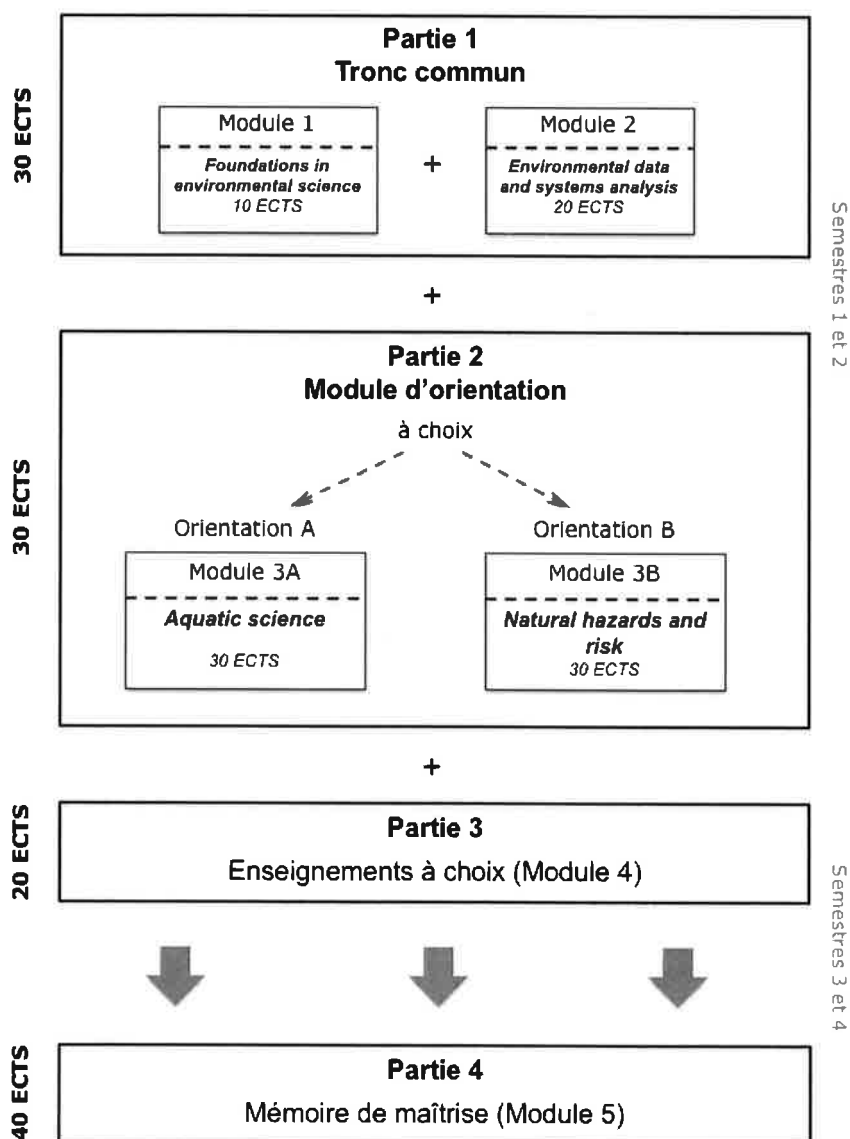 Partie 1
Tronc commun
30 ECTS
Module 1
Foundations in
environmental science
10 ECTS
+
Module 2
Environmental data
and systems analysis
20 ECTS
Semestres 1 et 2
+
Partie 2
Module d'orientation
30 ECTS
à choix
Orientation A
Module 3A
Aquatic science
30 ECTS
Orientation B
Module 3B
Natural hazards and
risk
30 ECTS
+
20 ECTS
Partie 3
Enseignements à choix (Module 4)
Semestres 3 et 4
40 ECTS
Partie 4
Mémoire de maîtrise (Module 5)